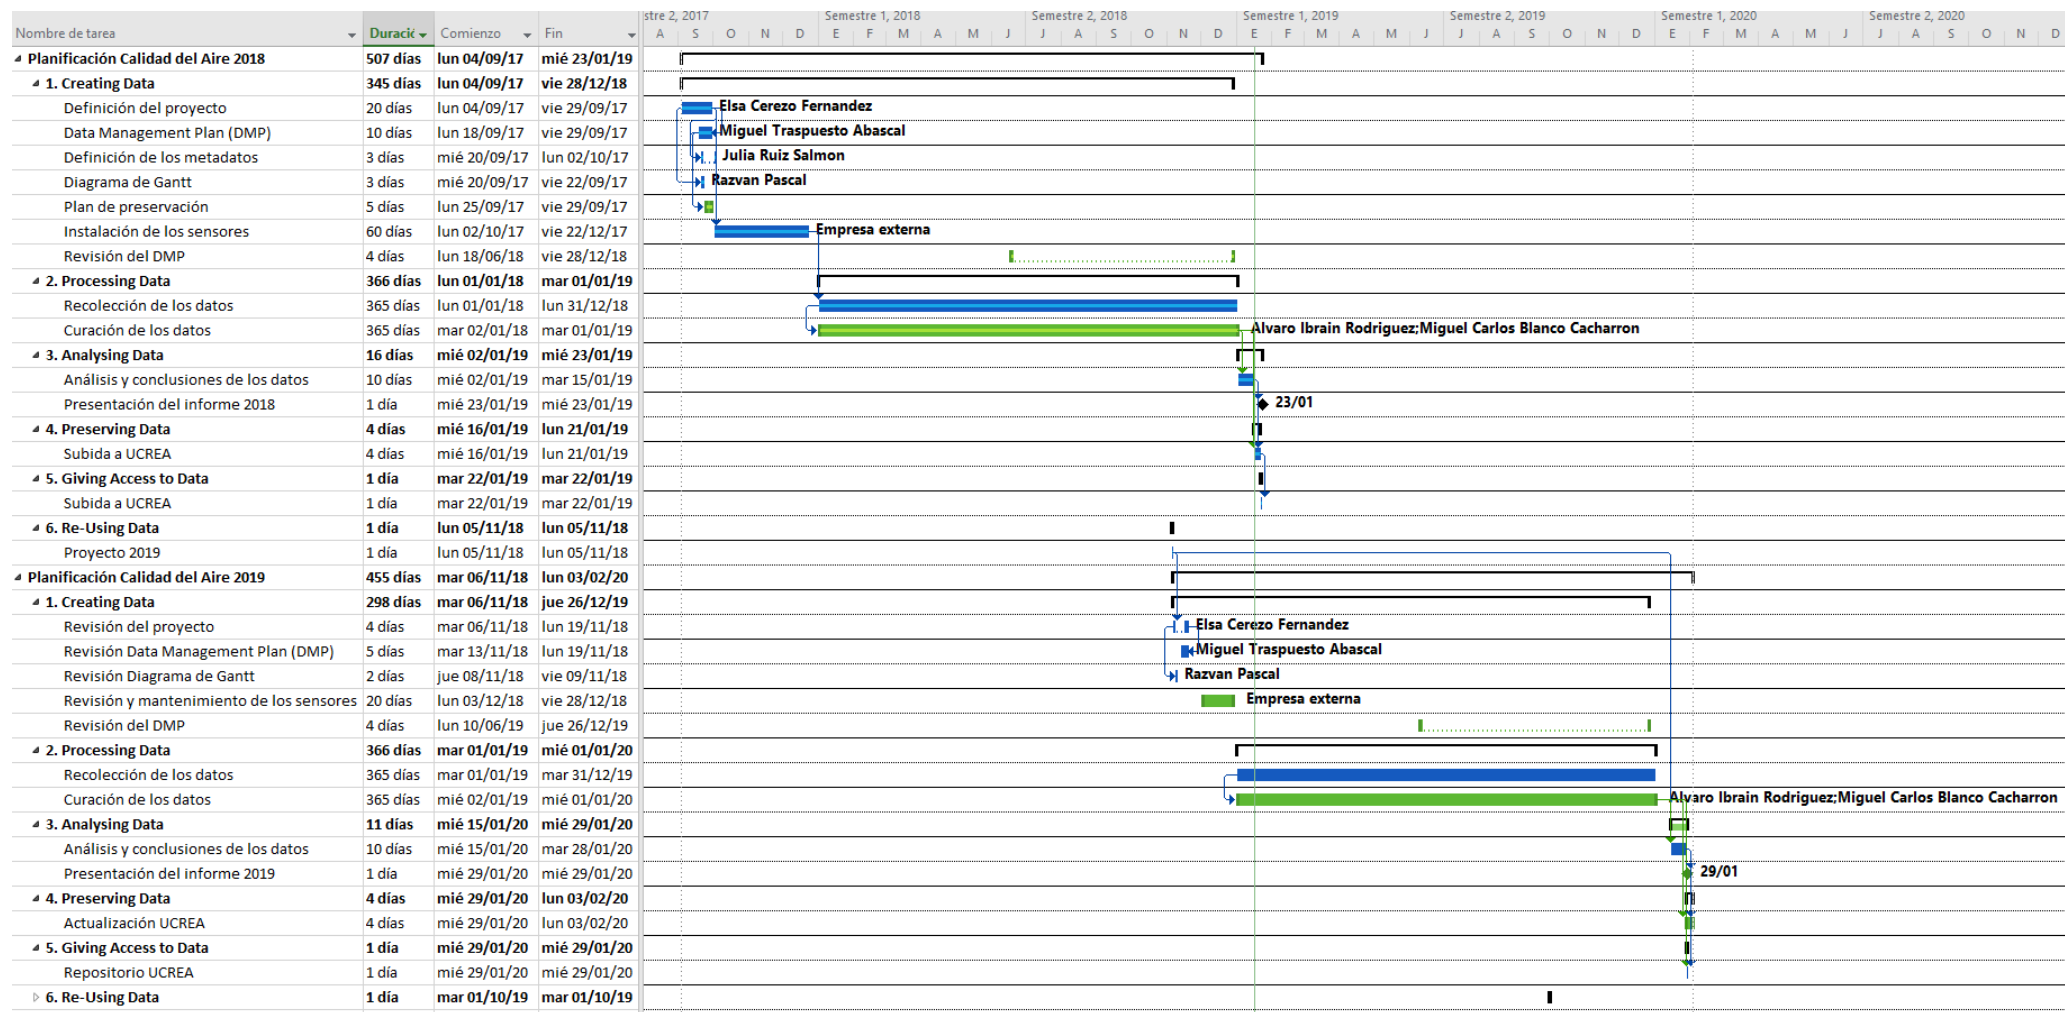 stre 2, 2017 Semestre 1, 2018 Semestre 2, 2018 Semestre 1, 2019 Semestre 2, 2019 Semestre 1, 2020 Semestre 2, 2020
Nombre de tarea Duració Comienzo Fin A S O N D E F M A M J J A S O N D E F M A M J J A S O N D E F M A M J J A S O N D
Planificación Calidad del Aire 2018 507 días lun 04/09/17 mié 23/01/19
1. Creating Data 345 días lun 04/09/17 vie 28/12/18
Definición del proyecto 20 días lun 04/09/17 vie 29/09/17 Elsa Cerezo Fernandez
Data Management Plan (DMP) 10 días lun 18/09/17 vie 29/09/17 Miguel Traspuesto Abascal
Definición de los metadatos 3 días mié 20/09/17 lun 02/10/17 Julia Ruiz Salmon
Diagrama de Gantt 3 días mié 20/09/17 vie 22/09/17 Razvan Pascal
Plan de preservación 5 días lun 25/09/17 vie 29/09/17
Instalación de los sensores 60 días lun 02/10/17 vie 22/12/17 Empresa externa
Revisión del DMP 4 días lun 18/06/18 vie 28/12/18
2. Processing Data 366 días lun 01/01/18 mar 01/01/19
Recolección de los datos 365 días lun 01/01/18 lun 31/12/18
Curación de los datos 365 días mar 02/01/18 mar 01/01/19 Alvaro Ibrain Rodriguez;Miguel Carlos Blanco Cacharron
3. Analysing Data 16 días mié 02/01/19 mié 23/01/19
Análisis y conclusiones de los datos 10 días mié 02/01/19 mar 15/01/19
Presentación del informe 2018 1 día mié 23/01/19 mié 23/01/19 23/01
4. Preserving Data 4 días mié 16/01/19 lun 21/01/19
Subida a UCREA 4 días mié 16/01/19 lun 21/01/19
5. Giving Access to Data 1 día mar 22/01/19 mar 22/01/19
Subida a UCREA 1 día mar 22/01/19 mar 22/01/19
6. Re-Using Data 1 día lun 05/11/18 lun 05/11/18
Proyecto 2019 1 día lun 05/11/18 lun 05/11/18
Planificación Calidad del Aire 2019 455 días mar 06/11/18 lun 03/02/20
1. Creating Data 298 días mar 06/11/18 jue 26/12/19
Revisión del proyecto 4 días mar 06/11/18 lun 19/11/18 Elsa Cerezo Fernandez
Revisión Data Management Plan (DMP) 5 días mar 13/11/18 lun 19/11/18 Miguel Traspuesto Abascal
Revisión Diagrama de Gantt 2 días jue 08/11/18 vie 09/11/18 Razvan Pascal
Revisión y mantenimiento de los sensores 20 días lun 03/12/18 vie 28/12/18 Empresa externa
Revisión del DMP 4 días lun 10/06/19 jue 26/12/19
2. Processing Data 366 días mar 01/01/19 mié 01/01/20
Recolección de los datos 365 días mar 01/01/19 mar 31/12/19
Curación de los datos 365 días mié 02/01/19 mié 01/01/20 Alvaro Ibrain Rodriguez;Miguel Carlos Blanco Cacharron
3. Analysing Data 11 días mié 15/01/20 mié 29/01/20
Análisis y conclusiones de los datos 10 días mié 15/01/20 mar 28/01/20
Presentación del informe 2019 1 día mié 29/01/20 mié 29/01/20 29/01
4. Preserving Data 4 días mié 29/01/20 lun 03/02/20
Actualización UCREA 4 días mié 29/01/20 lun 03/02/20
5. Giving Access to Data 1 día mié 29/01/20 mié 29/01/20
Repositorio UCREA 1 día mié 29/01/20 mié 29/01/20
6. Re-Using Data 1 día mar 01/10/19 mar 01/10/19